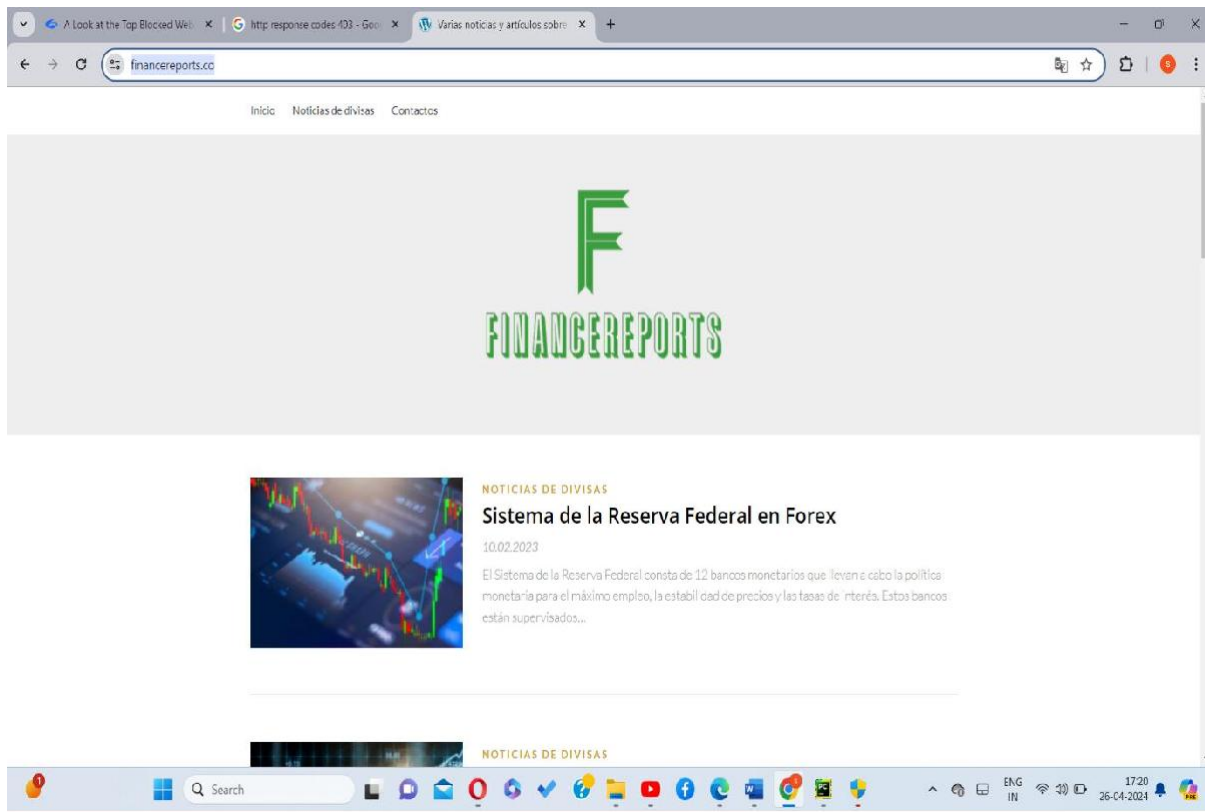 A Look at the Top Blocked Web
http response codes 403 - Goo
Varias noticias y artículos sobre
financereports.co
S
Inicio Noticias de divisas Contactos
F
FINANCEREPORTS
NOTICIAS DE DIVISAS
Sistema de la Reserva Federal en Forex
10.02.2023
El Sistema de la Reserva Federal consta de 12 bancos monetarios que llevan a cabo la política
monetaria para el máximo empleo, la estabilidad de precios y las tasas de interés. Estos bancos
están supervisados...
NOTICIAS DE DIVISAS
Search
ENG
IN
17:20
26-04-2024